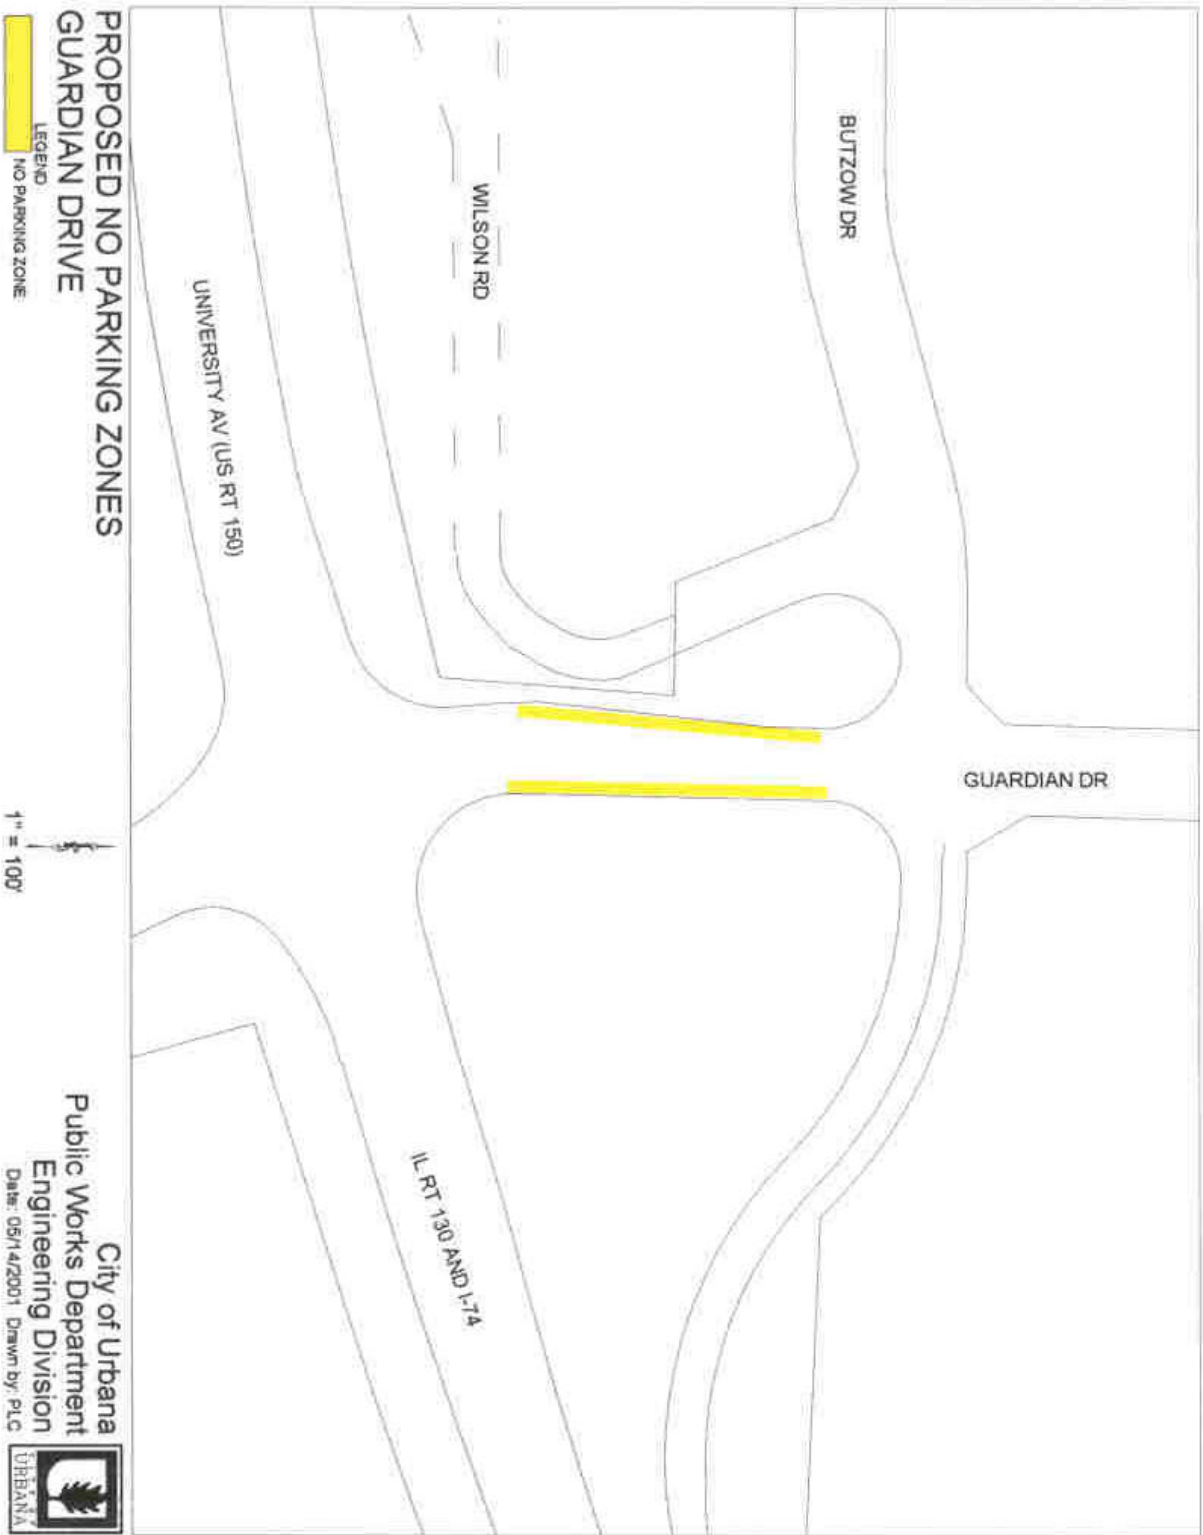 BUTZOW DR
GUARDIAN DR
WILSON RD
UNIVERSITY AV (US RT 150)
IL RT 130 AND I-74
PROPOSED NO PARKING ZONES
GUARDIAN DRIVE
LEGEND
NO PARKING ZONE
1" = 100'
City of Urbana
Public Works Department
Engineering Division
Date: 05/14/2001 Drawn by: PLC
CITY OF
URBANA